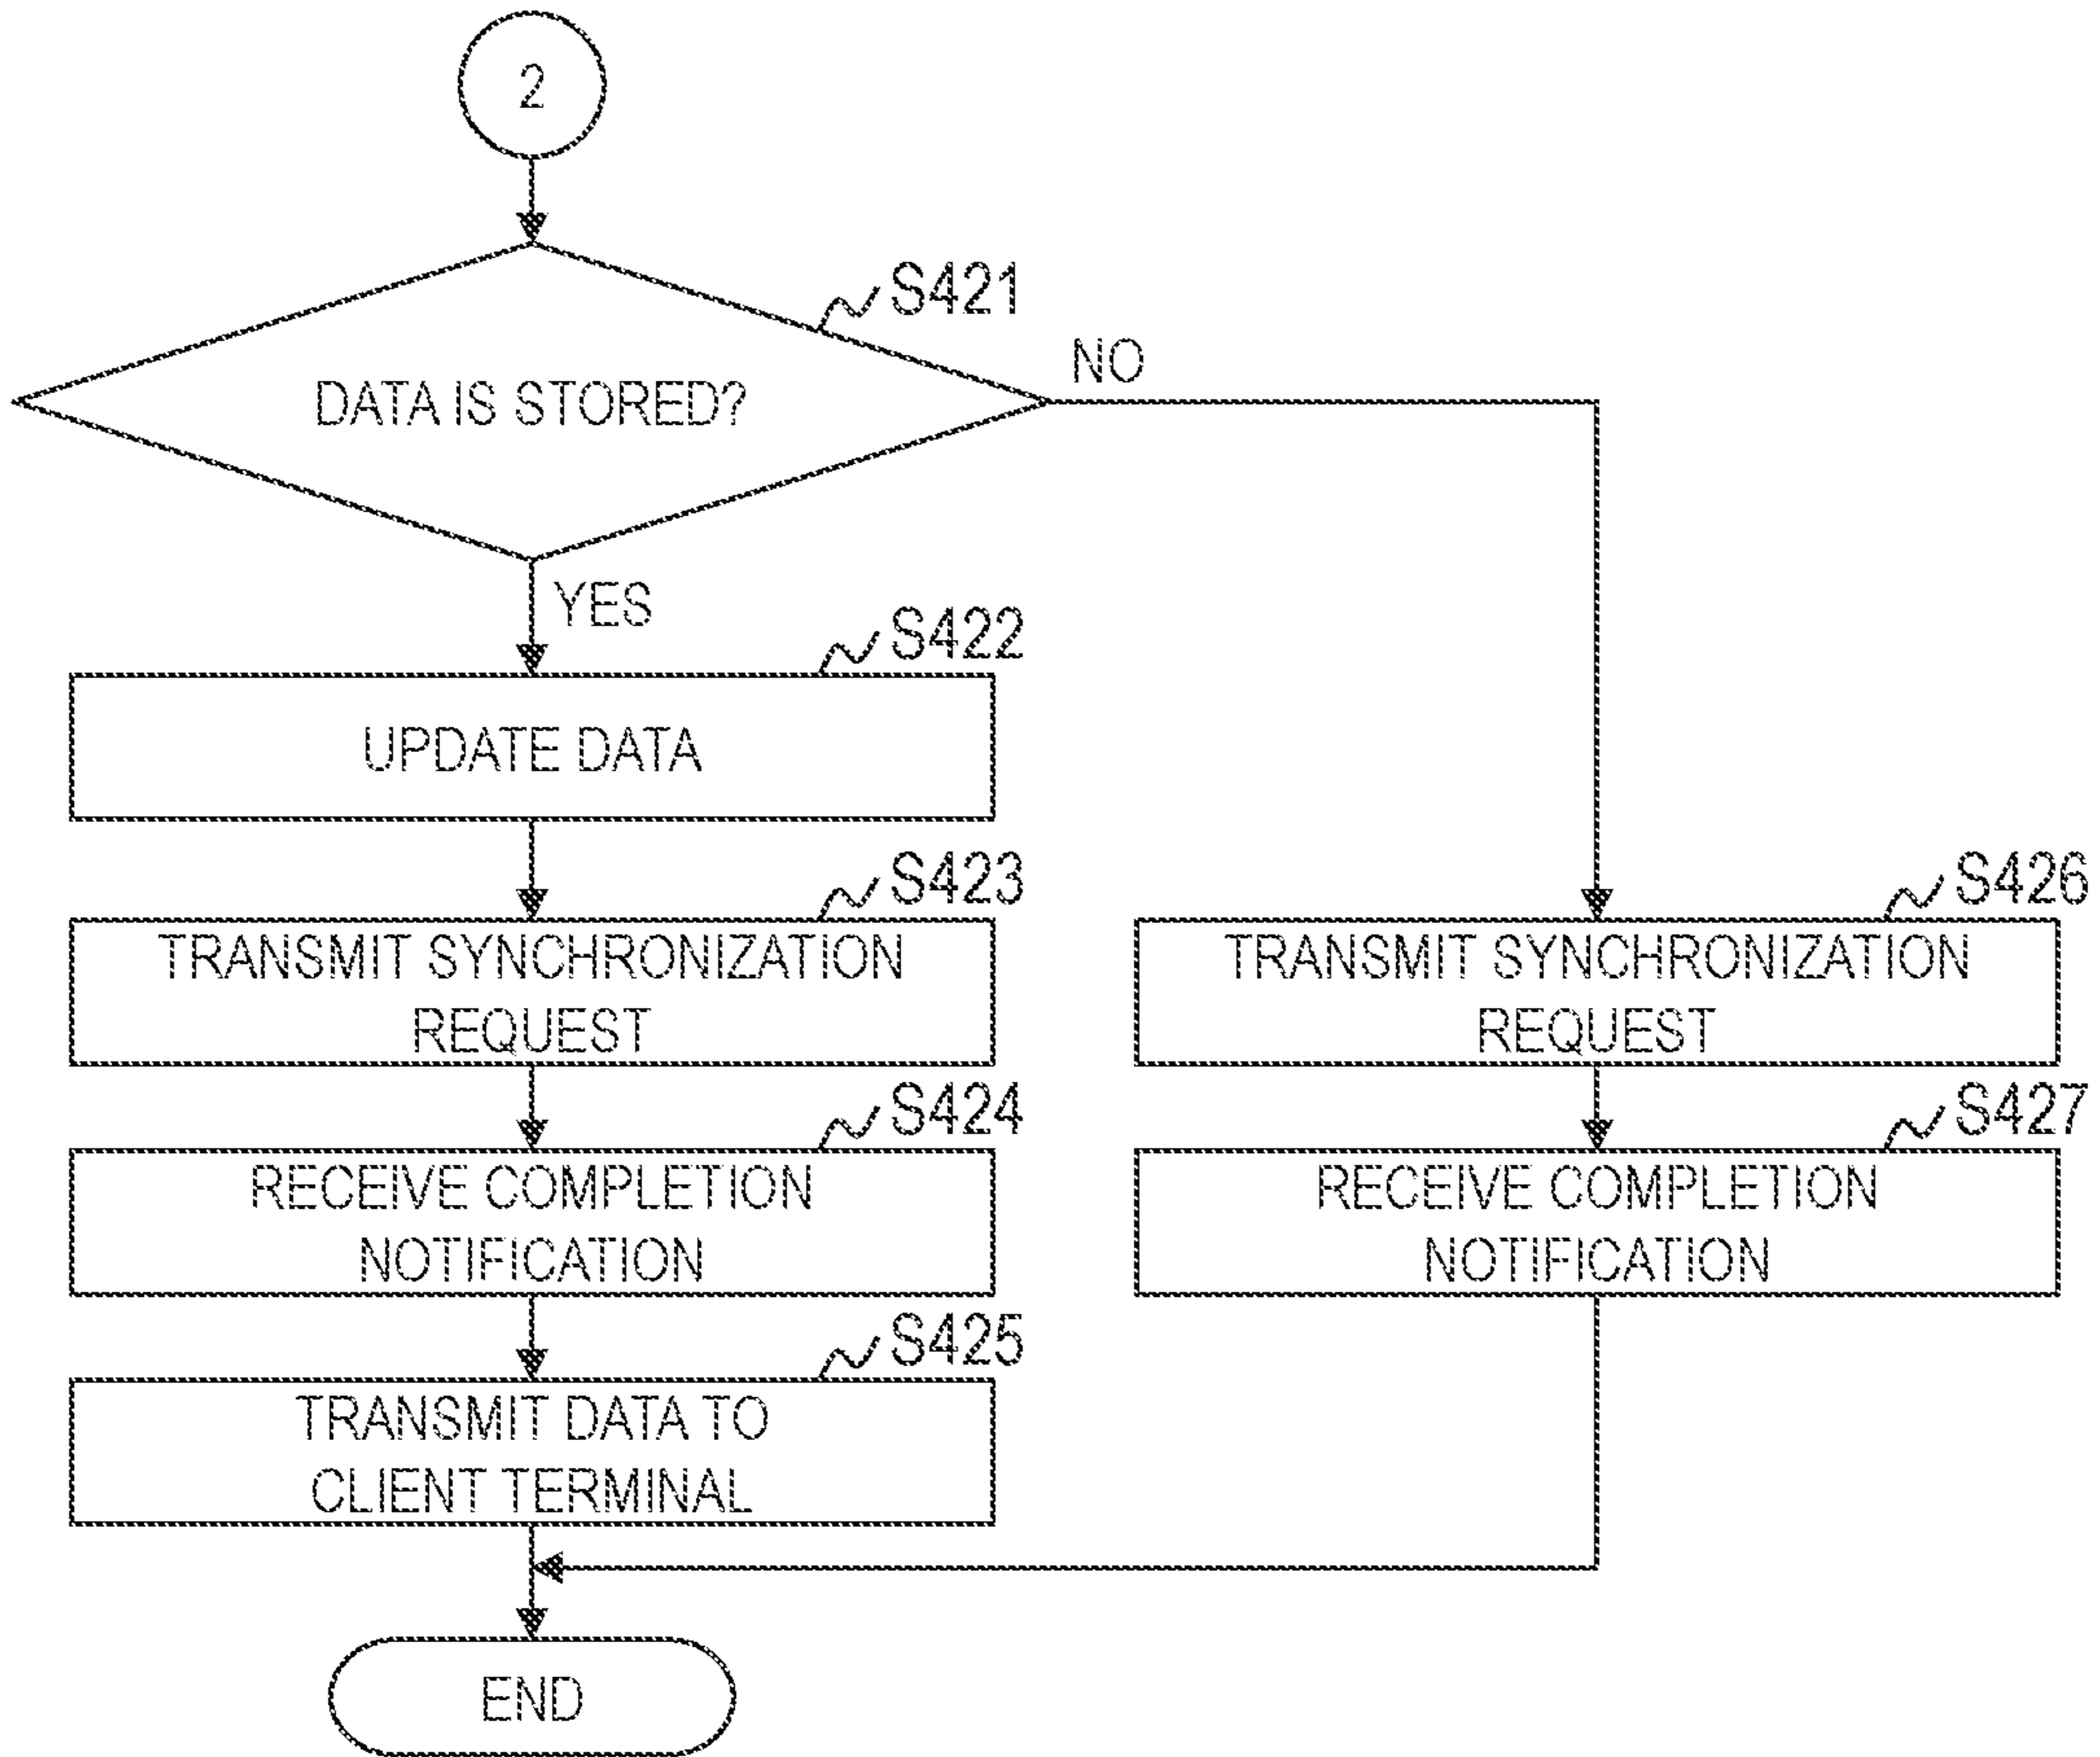 2
S421
DATA IS STORED?
NO
YES
S422
UPDATE DATA
S423
TRANSMIT SYNCHRONIZATION
REQUEST
S424
RECEIVE COMPLETION
NOTIFICATION
S425
TRANSMIT DATA TO
CLIENT TERMINAL
S426
TRANSMIT SYNCHRONIZATION
REQUEST
S427
RECEIVE COMPLETION
NOTIFICATION
END